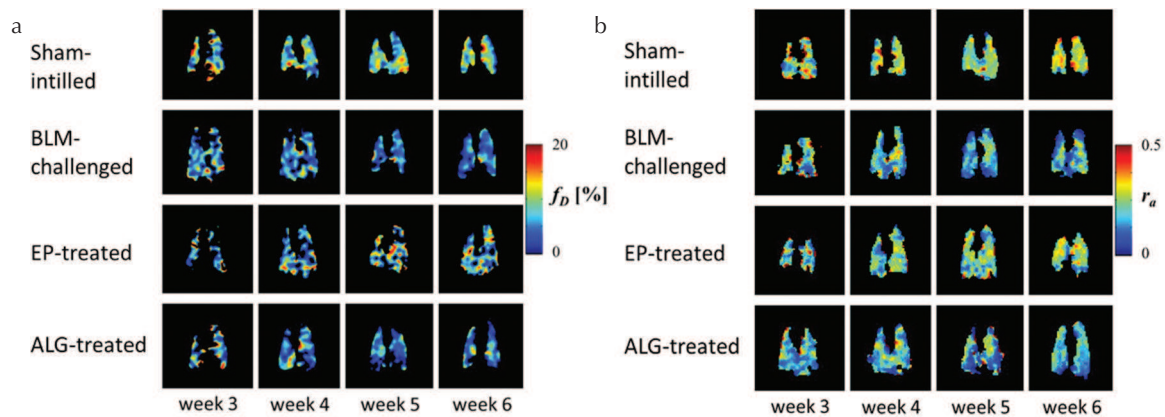 a
Sham-
intilled
BLM-
challenged
EP-treated
ALG-treated
20
f_D [%]
0
week 3 week 4 week 5 week 6
b
Sham-
intilled
BLM-
challenged
EP-treated
ALG-treated
0.5
r_a
0
week 3 week 4 week 5 week 6